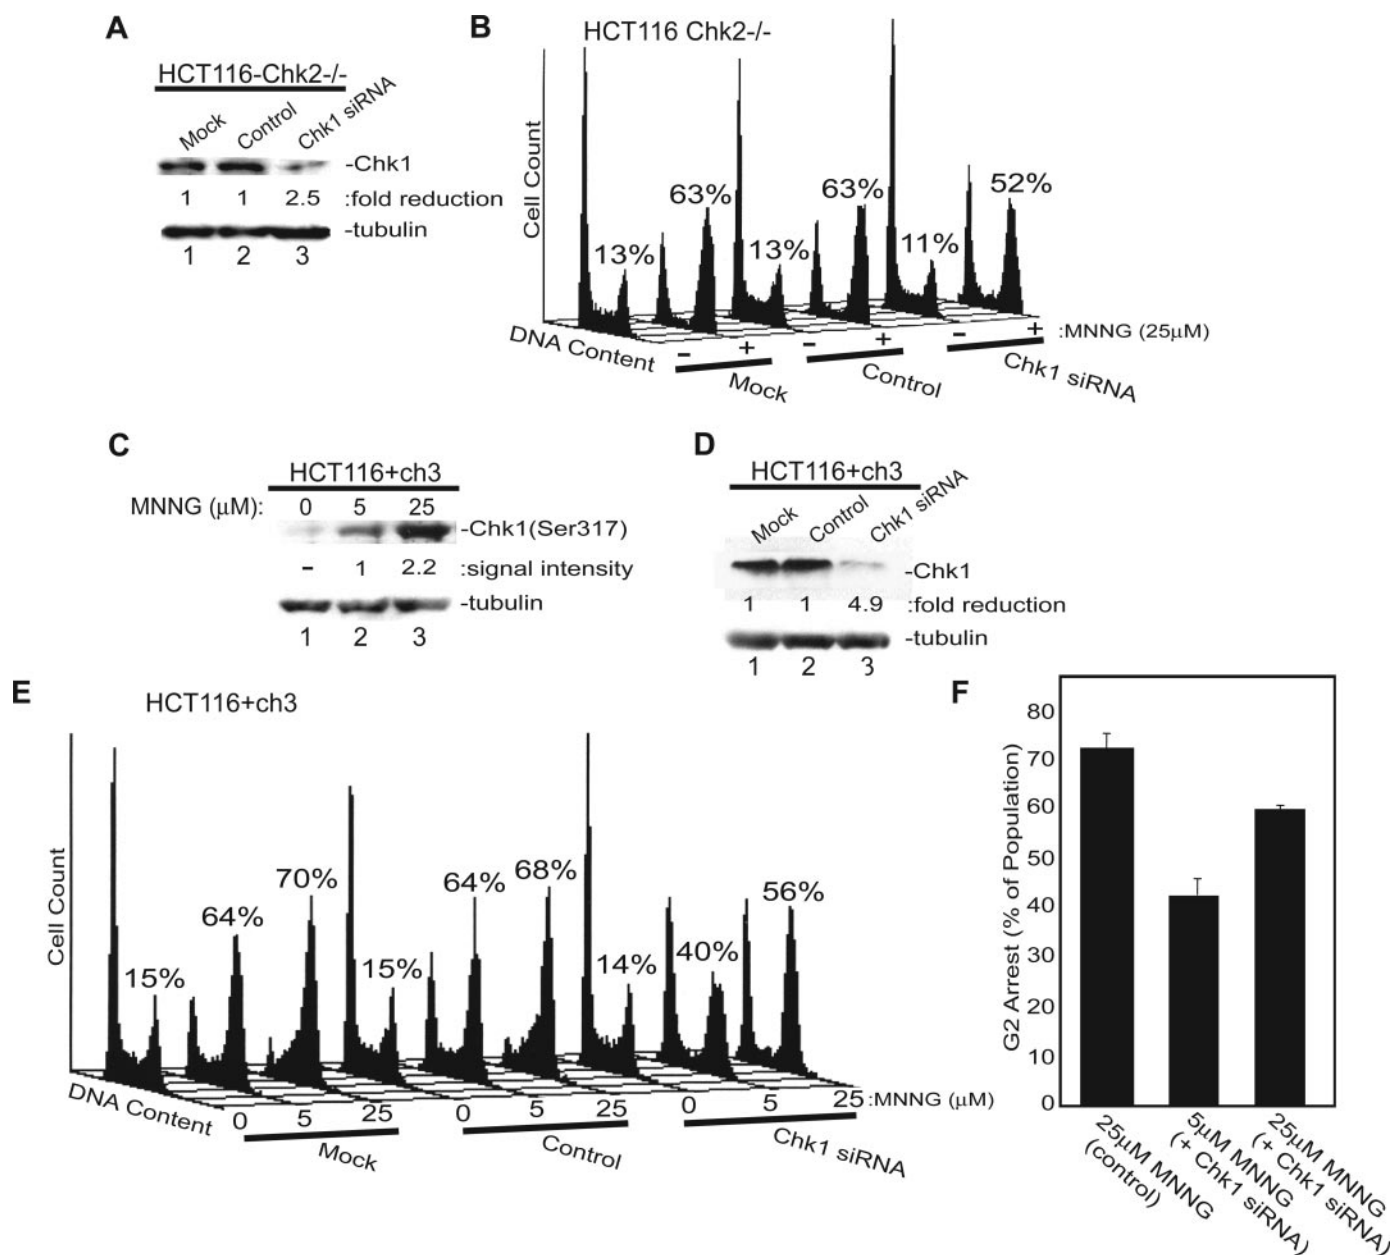 A
HCT116-Chk2-/-
Mock Control Chk1 siRNA
-Chk1
1 1 2.5 :fold reduction
-tubulin
1 2 3
B
HCT116 Chk2-/-
Cell Count
13% 63% 13% 63% 11% 52%
DNA Content
- + - + - + :MNNG (25μM)
Mock Control Chk1 siRNA
C
HCT116+ch3
MNNG (μM): 0 5 25
-Chk1(Ser317)
- 1 2.2 :signal intensity
-tubulin
1 2 3
D
HCT116+ch3
Mock Control Chk1 siRNA
-Chk1
1 1 4.9 :fold reduction
-tubulin
1 2 3
E
HCT116+ch3
Cell Count
15% 64% 70% 15% 64% 68% 14% 40% 56%
DNA Content
0 5 25 0 5 25 0 5 25 :MNNG (μM)
Mock Control Chk1 siRNA
F
G2 Arrest (% of Population)
80
70
60
50
40
30
20
10
0
25μM MNNG
(control)
5μM MNNG
(+ Chk1 siRNA)
25μM MNNG
(+ Chk1 siRNA)